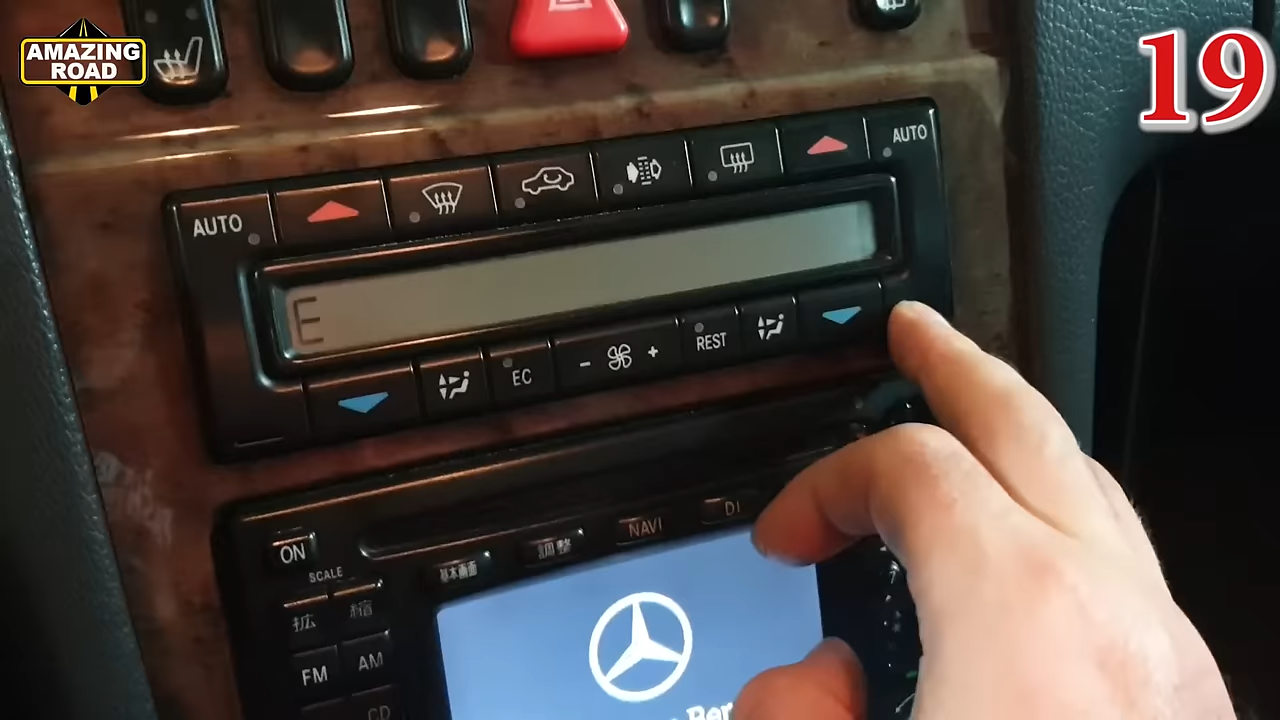 AMAZING
ROAD
19
AUTO
AUTO
E
EC
- +
REST
ON
基本画面
調整
NAVI
SCALE
拡
縮
FM
AM
CD